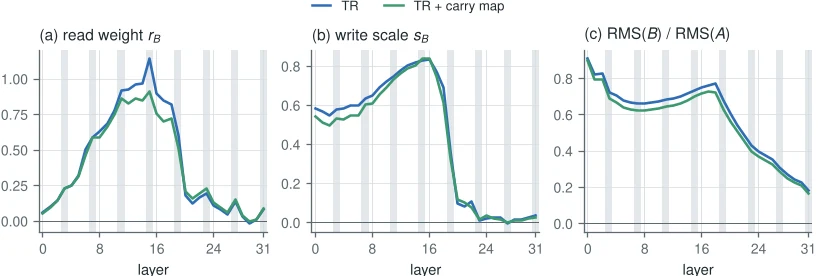 TR TR + carry map
(a) read weight r_B (b) write scale s_B (c) RMS(B) / RMS(A)
1.00
0.75
0.50
0.25
0.00
0 8 16 24 31
layer
0.8
0.6
0.4
0.2
0.0
0 8 16 24 31
layer
0.8
0.6
0.4
0.2
0.0
0 8 16 24 31
layer